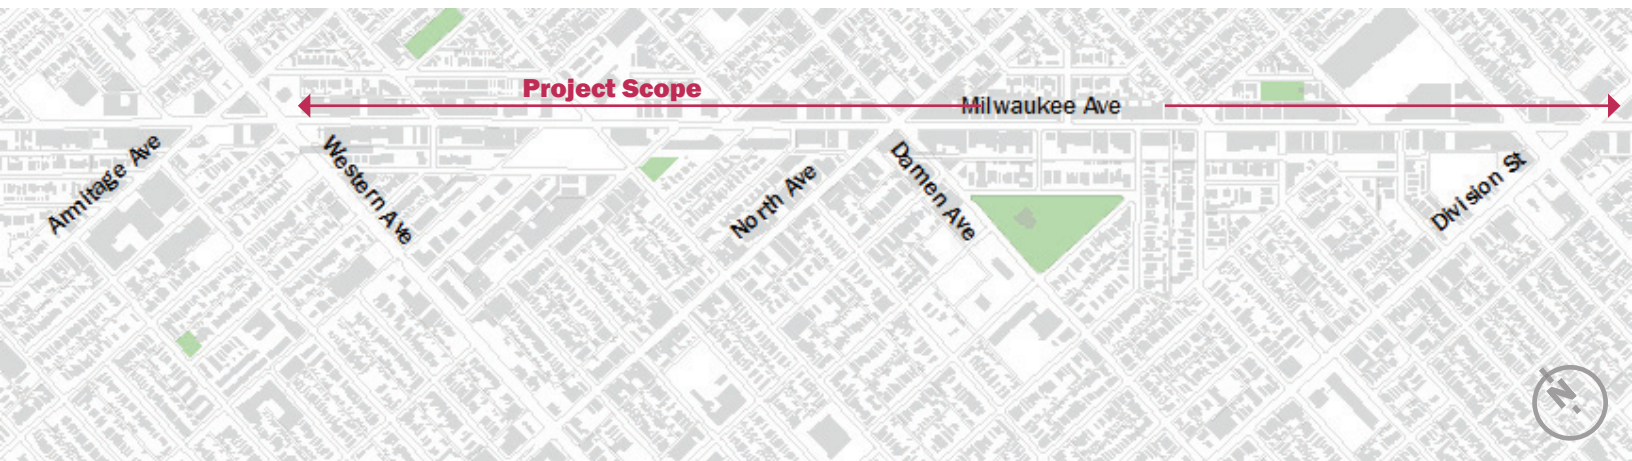 Project Scope
Milwaukee Ave
Armitage Ave
Western Ave
North Ave
Damen Ave
Division St
N